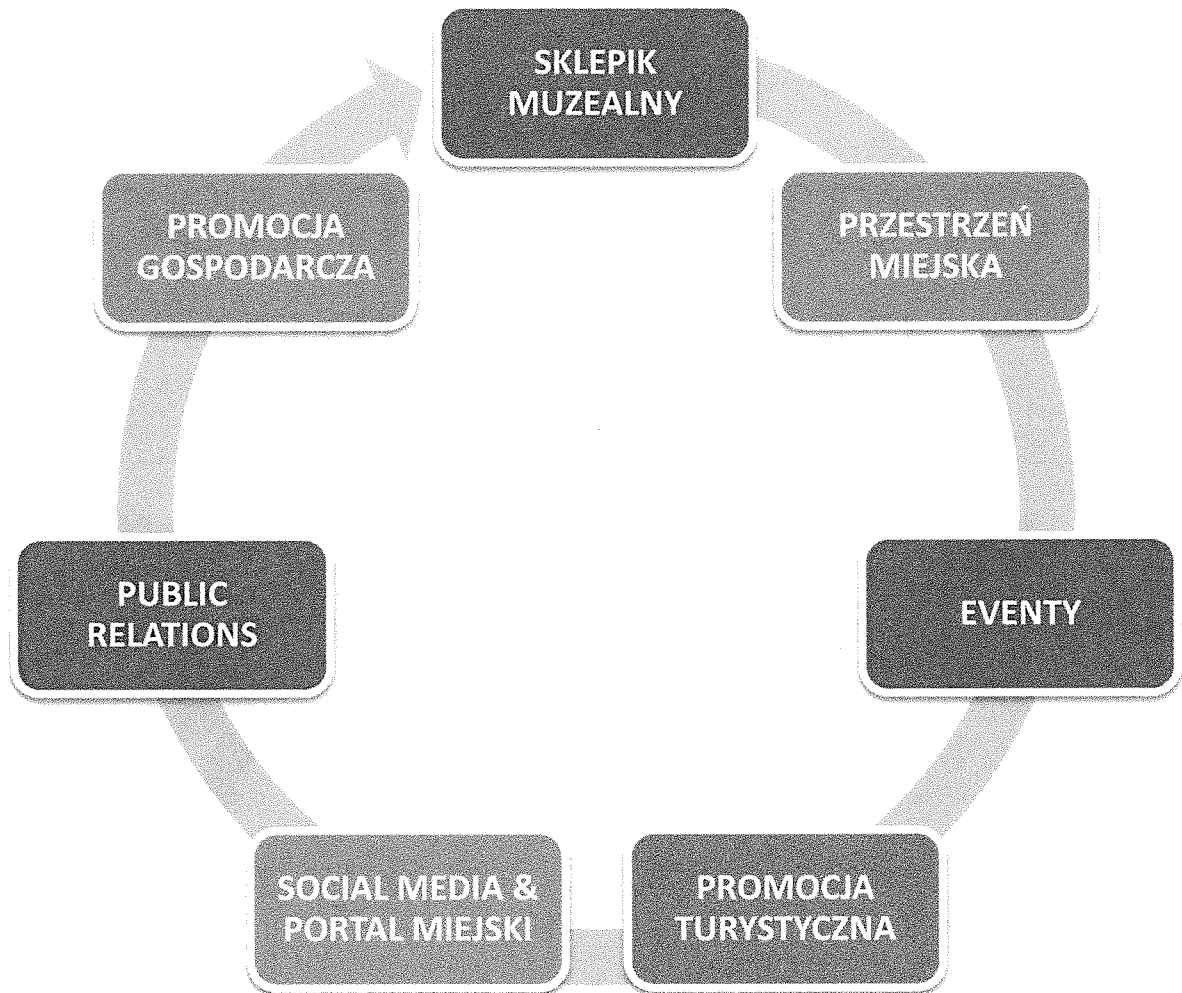 SKLEPIK
MUZEALNY
PRZESTRZEŃ
MIEJSKA
EVENTY
PROMOCJA
TURYSTYCZNA
SOCIAL MEDIA &
PORTAL MIEJSKI
PUBLIC
RELATIONS
PROMOCJA
GOSPODARCZA